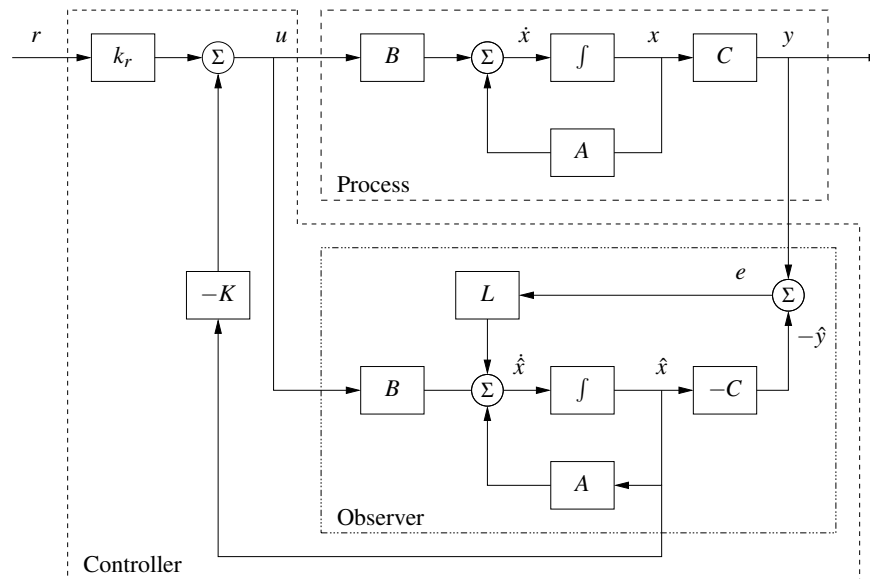 r
k_r
Σ
u
B
Σ
ẋ
∫
x
C
y
A
Process
−K
L
e
Σ
−ŷ
B
Σ
x̂̇
∫
x̂
−C
A
Observer
Controller